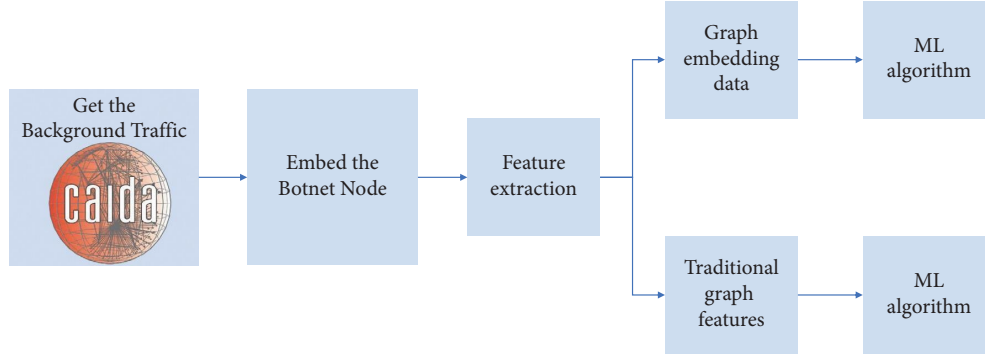 Get the
Background Traffic
caida
Embed the
Botnet Node
Feature
extraction
Graph
embedding
data
ML
algorithm
Traditional
graph
features
ML
algorithm